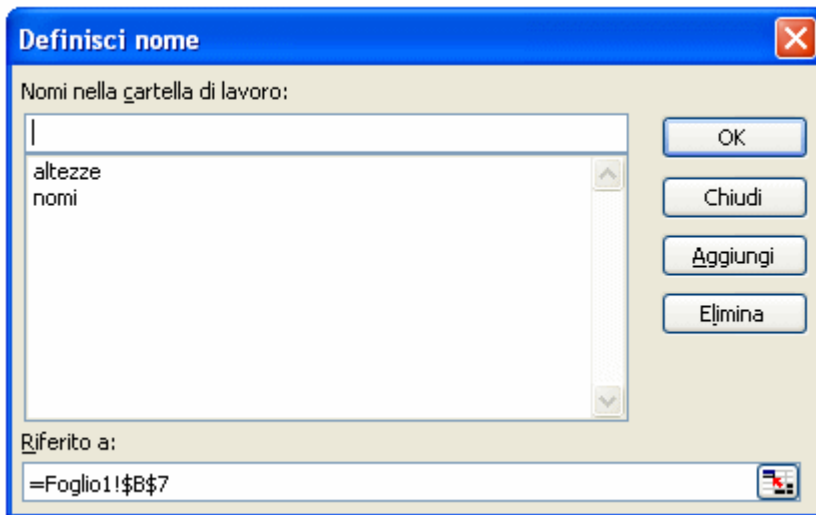 Definisci nome
Nomi nella cartella di lavoro:
altezze
nomi
OK
Chiudi
Aggiungi
Elimina
Riferito a:
=Foglio1!$B$7